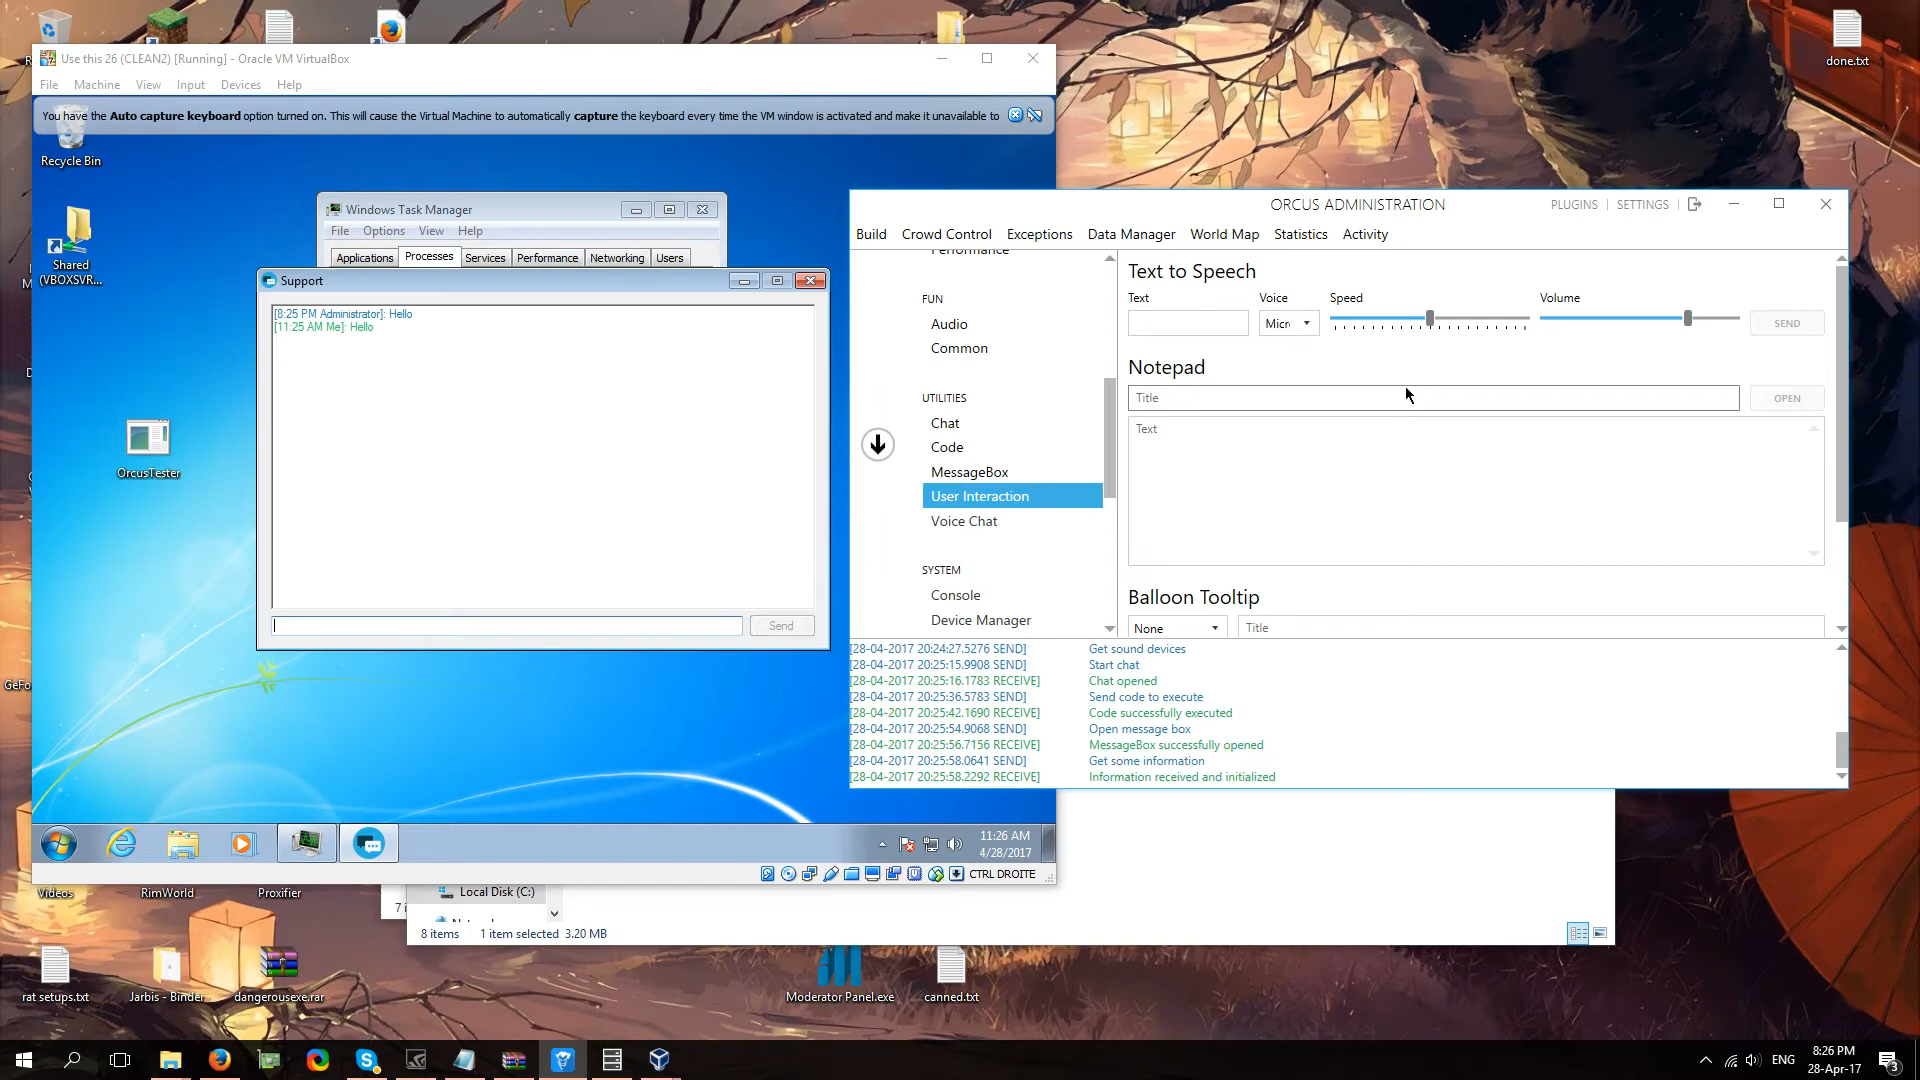 done.txt
Use this 26 (CLEAN2) [Running] - Oracle VM VirtualBox
File Machine View Input Devices Help
You have the Auto capture keyboard option turned on. This will cause the Virtual Machine to automatically capture the keyboard every time the VM window is activated and make it unavailable to
Recycle Bin
Shared
(VBOXSVR...
OrcusTester
Windows Task Manager
File Options View Help
Applications Processes Services Performance Networking Users
Support
[8:25 PM Administrator]: Hello
[11:25 AM Me]: Hello
Send
11:26 AM
4/28/2017
CTRL DROITE
ORCUS ADMINISTRATION
PLUGINS SETTINGS
Build Crowd Control Exceptions Data Manager World Map Statistics Activity
Performance
FUN
Audio
Common
UTILITIES
Chat
Code
MessageBox
User Interaction
Voice Chat
SYSTEM
Console
Device Manager
Text to Speech
Text Voice Speed Volume
Micr
SEND
Notepad
Title
OPEN
Text
Balloon Tooltip
None
Title
[28-04-2017 20:24:27.5276 SEND] Get sound devices
[28-04-2017 20:25:15.9908 SEND] Start chat
[28-04-2017 20:25:16.1783 RECEIVE] Chat opened
[28-04-2017 20:25:36.5783 SEND] Send code to execute
[28-04-2017 20:25:42.1690 RECEIVE] Code successfully executed
[28-04-2017 20:25:54.9068 SEND] Open message box
[28-04-2017 20:25:56.7156 RECEIVE] MessageBox successfully opened
[28-04-2017 20:25:58.0641 SEND] Get some information
[28-04-2017 20:25:58.2292 RECEIVE] Information received and initialized
GeFo
Videos RimWorld Proxifier
Local Disk (C:)
7 i
8 items 1 item selected 3.20 MB
rat setups.txt Jarbis - Binder dangerousexe.rar
Moderator Panel.exe canned.txt
ENG
8:26 PM
28-Apr-17
3